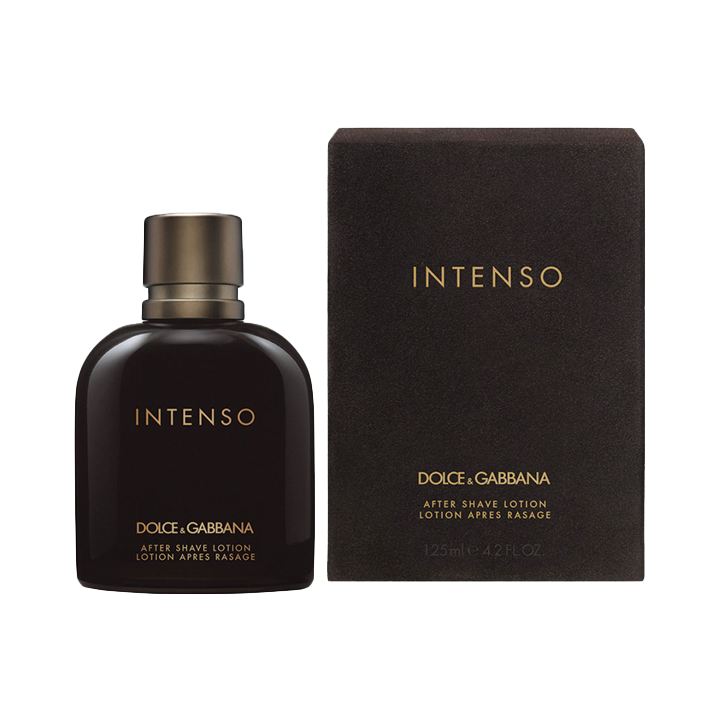 INTENSO
DOLCE & GABBANA
AFTER SHAVE LOTION
LOTION APRES RASAGE
INTENSO
DOLCE & GABBANA
AFTER SHAVE LOTION
LOTION APRES RASAGE
125ml ℮ 4.2 FL.OZ.